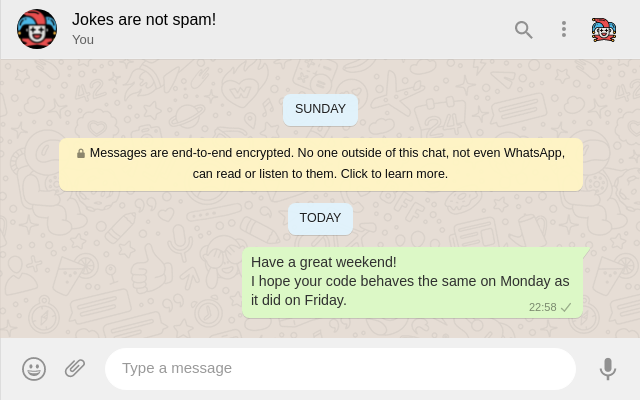 Jokes are not spam!
You
SUNDAY
Messages are end-to-end encrypted. No one outside of this chat, not even WhatsApp,
can read or listen to them. Click to learn more.
TODAY
Have a great weekend!
I hope your code behaves the same on Monday as
it did on Friday.
22:58
Type a message